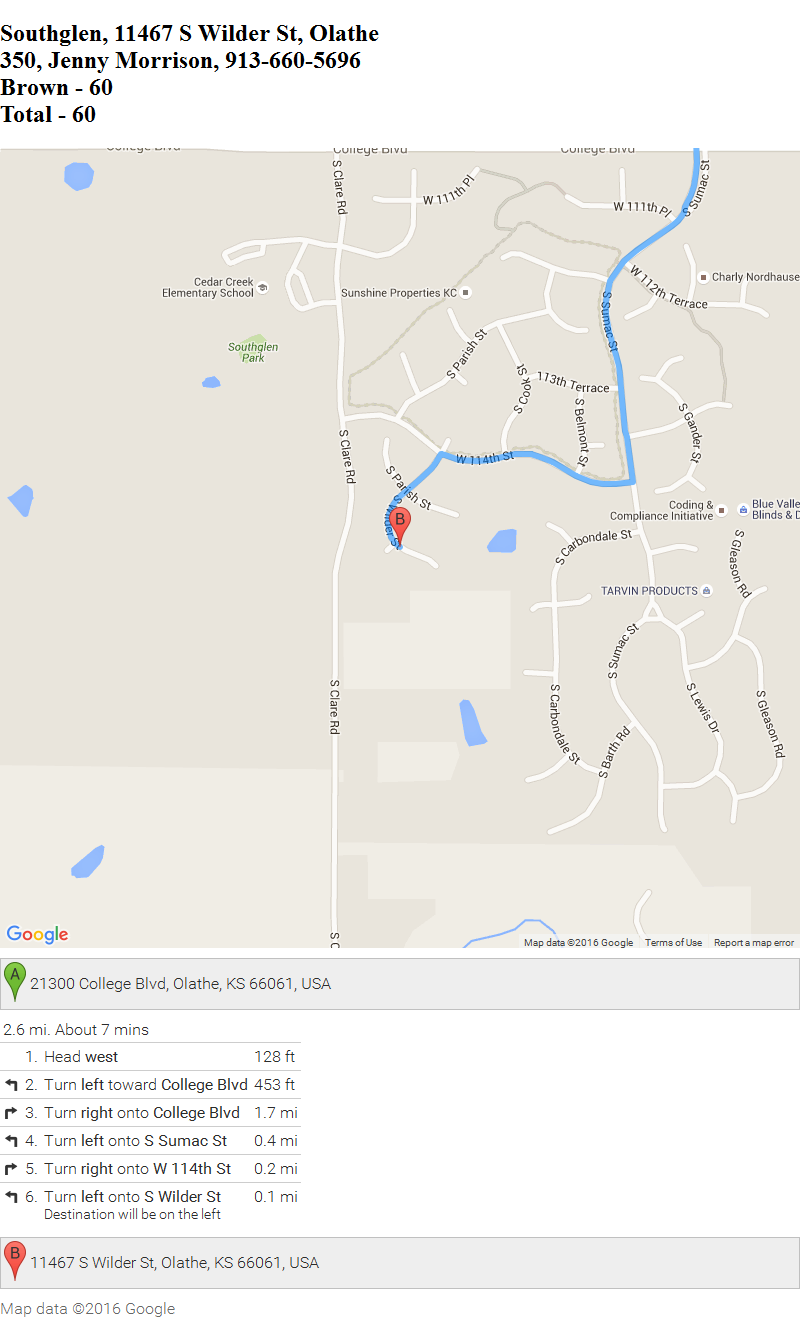 Southglen, 11467 S Wilder St, Olathe
350, Jenny Morrison, 913-660-5696
Brown - 60
Total - 60
College Blvd
College Blvd
College Blvd
S Clare Rd
W 111th Pl
W 111th Pl
S Sumac St
W 112th Terrace
Charly Nordhause
Cedar Creek
Elementary School
Sunshine Properties KC
S Sumac St
Southglen
Park
S Parish St
S Cook St
113th Terrace
S Belmont St
S Gander St
S Clare Rd
W 114th St
S Parish St
S Wilder St
B
Coding &
Compliance Initiative
Blue Valle
Blinds & D
S Carbondale St
S Gleason Rd
TARVIN PRODUCTS
S Sumac St
S Clare Rd
S Carbondale St
S Barth Rd
S Lewis Dr
S Gleason Rd
S C
Google
Map data ©2016 Google Terms of Use Report a map error
A 21300 College Blvd, Olathe, KS 66061, USA
2.6 mi. About 7 mins
1. Head west 128 ft
2. Turn left toward College Blvd 453 ft
3. Turn right onto College Blvd 1.7 mi
4. Turn left onto S Sumac St 0.4 mi
5. Turn right onto W 114th St 0.2 mi
6. Turn left onto S Wilder St 0.1 mi
Destination will be on the left
B 11467 S Wilder St, Olathe, KS 66061, USA
Map data ©2016 Google